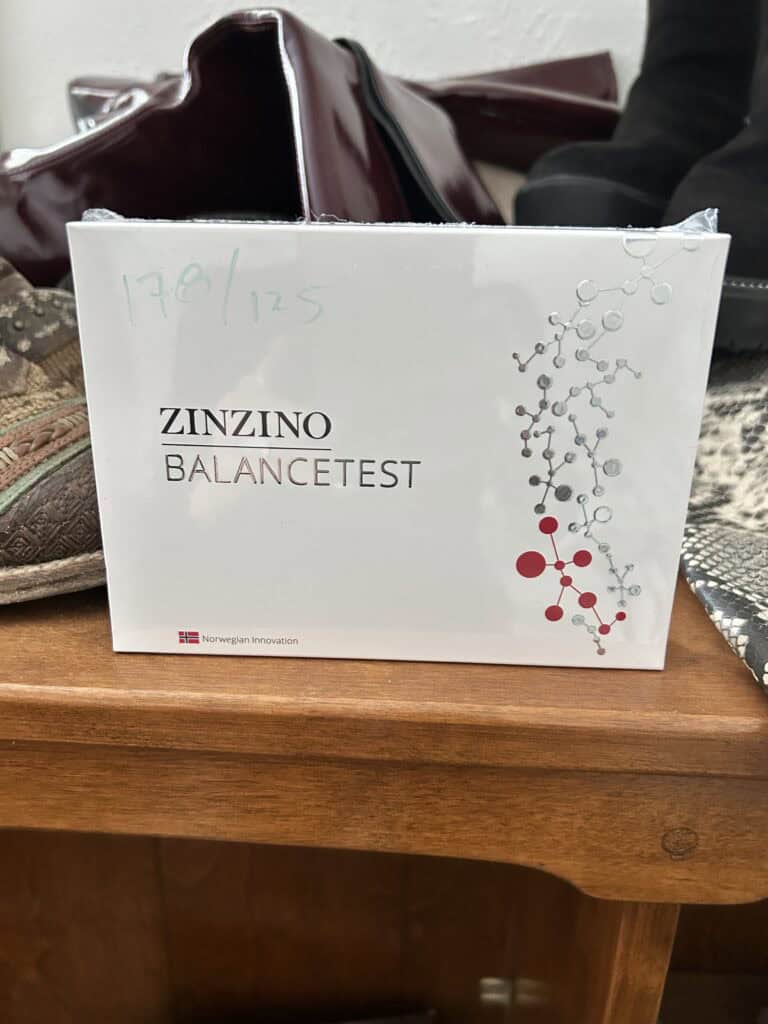 178/125
ZINZINO
BALANCETEST
Norwegian Innovation